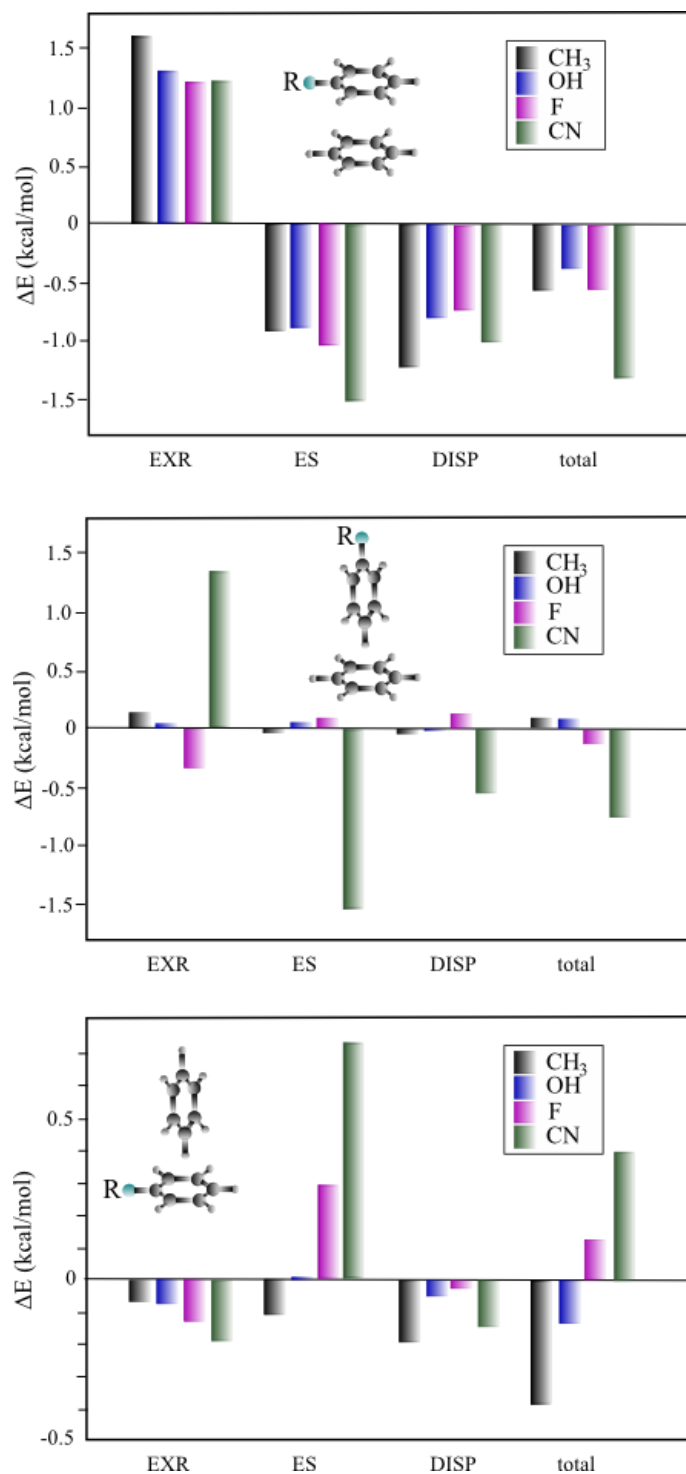 1.5
1.0
0.5
0
-0.5
-1.0
-1.5
ΔE (kcal/mol)
R
CH₃
OH
F
CN
EXR ES DISP total
1.5
1.0
0.5
0
-0.5
-1.0
-1.5
ΔE (kcal/mol)
R
CH₃
OH
F
CN
EXR ES DISP total
0.5
0
-0.5
ΔE (kcal/mol)
R
CH₃
OH
F
CN
EXR ES DISP total